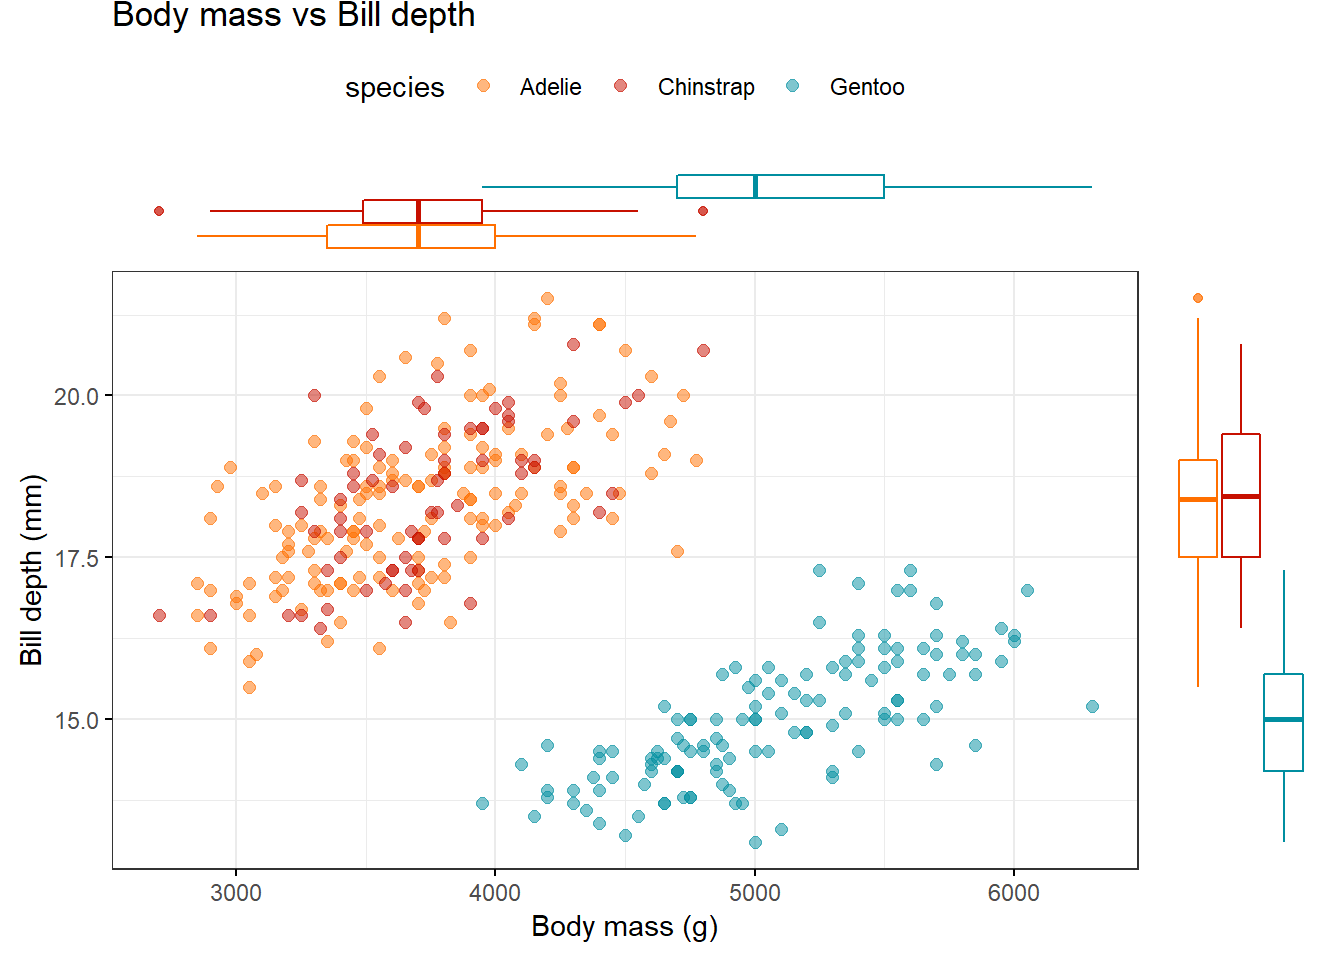 Body mass vs Bill depth
species Adelie Chinstrap Gentoo
20.0
17.5
15.0
Bill depth (mm)
3000 4000 5000 6000
Body mass (g)